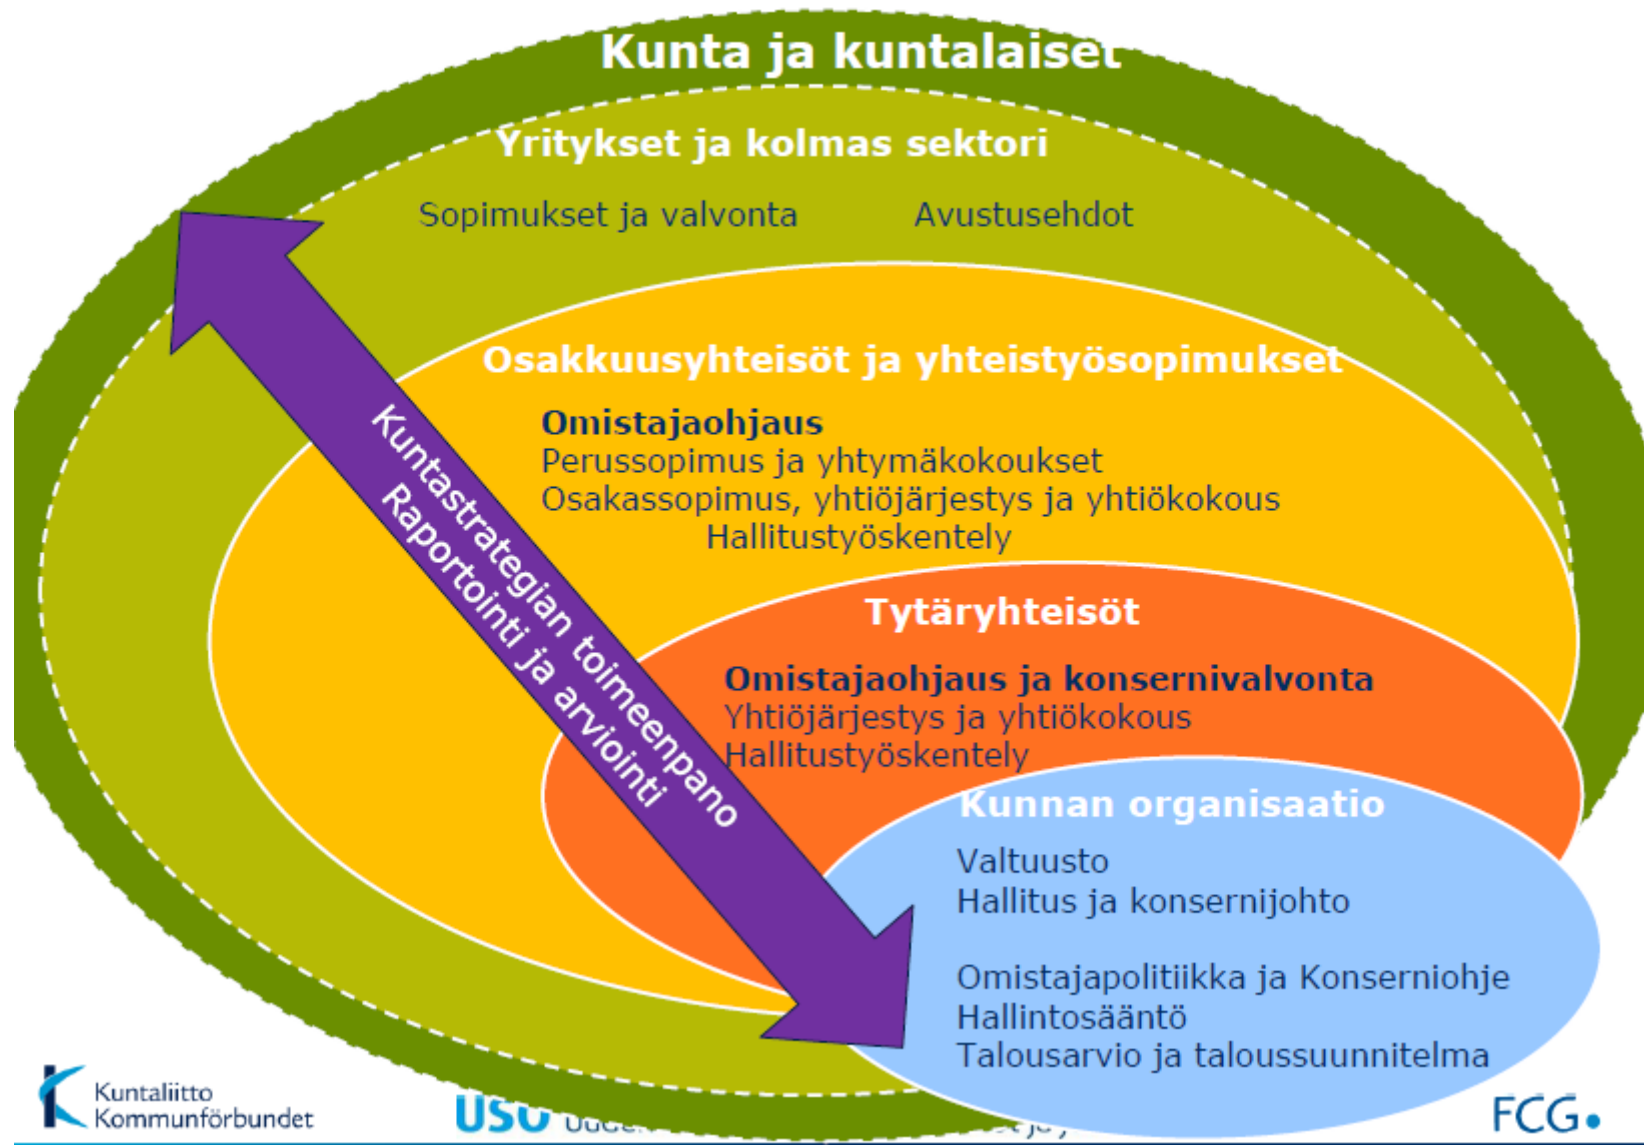 Kunta ja kuntalaiset
Yritykset ja kolmas sektori
Sopimukset ja valvonta Avustusehdot
Osakkuusyhteisöt ja yhteistyösopimukset
Omistajaohjaus
Perussopimus ja yhtymäkokoukset
Osakassopimus, yhtiöjärjestys ja yhtiökokous
Hallitustyöskentely
Kuntastrategian toimeenpano
Raportointi ja arviointi
Tytäryhteisöt
Omistajaohjaus ja konsernivalvonta
Yhtiöjärjestys ja yhtiökokous
Hallitustyöskentely
Kunnan organisaatio
Valtuusto
Hallitus ja konsernijohto
Omistajapolitiikka ja Konserniohje
Hallintosääntö
Talousarvio ja taloussuunnitelma
Kuntaliitto
Kommunförbundet
USO
FCG